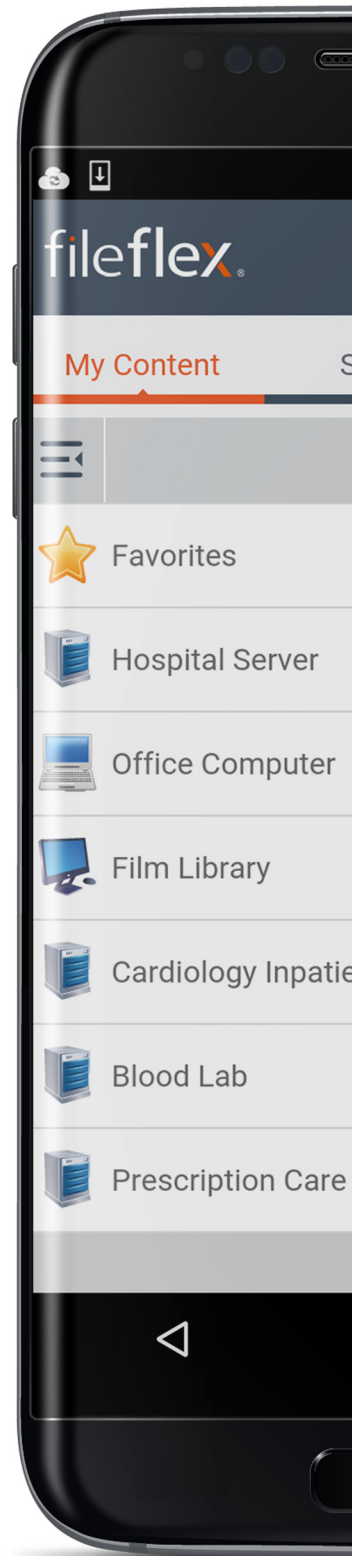 fileflex®
My Content S
Favorites
Hospital Server
Office Computer
Film Library
Cardiology Inpatie
Blood Lab
Prescription Care